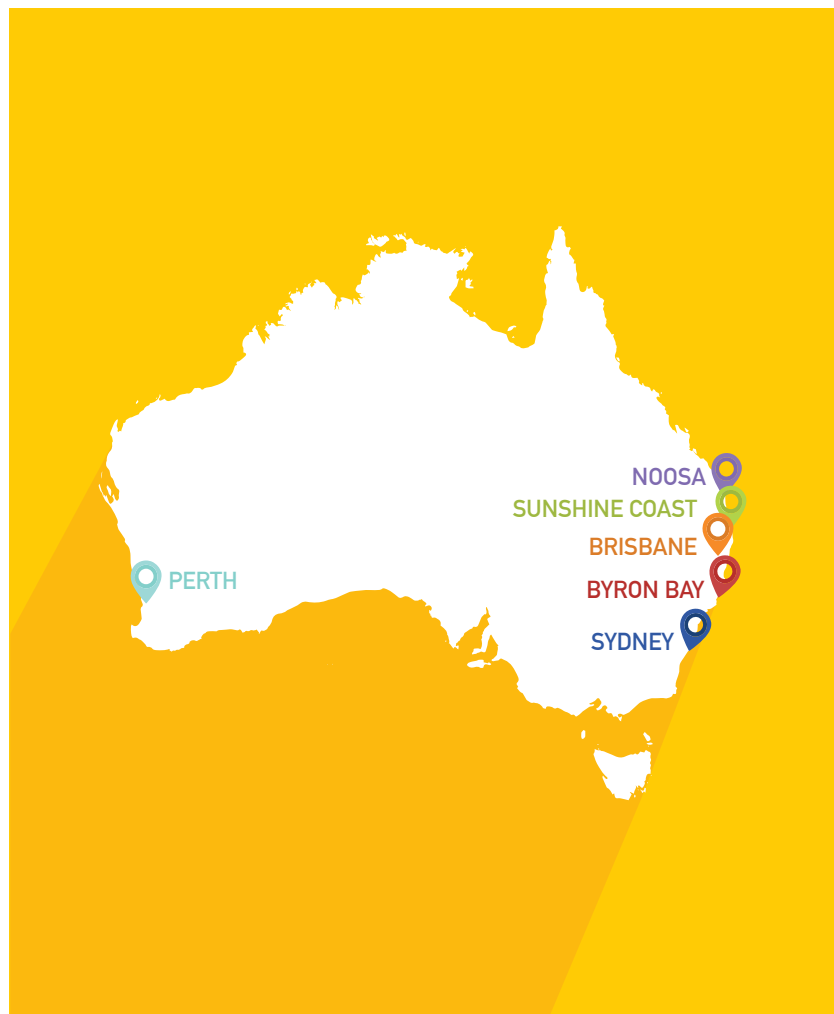 NOOSA
SUNSHINE COAST
BRISBANE
PERTH
BYRON BAY
SYDNEY